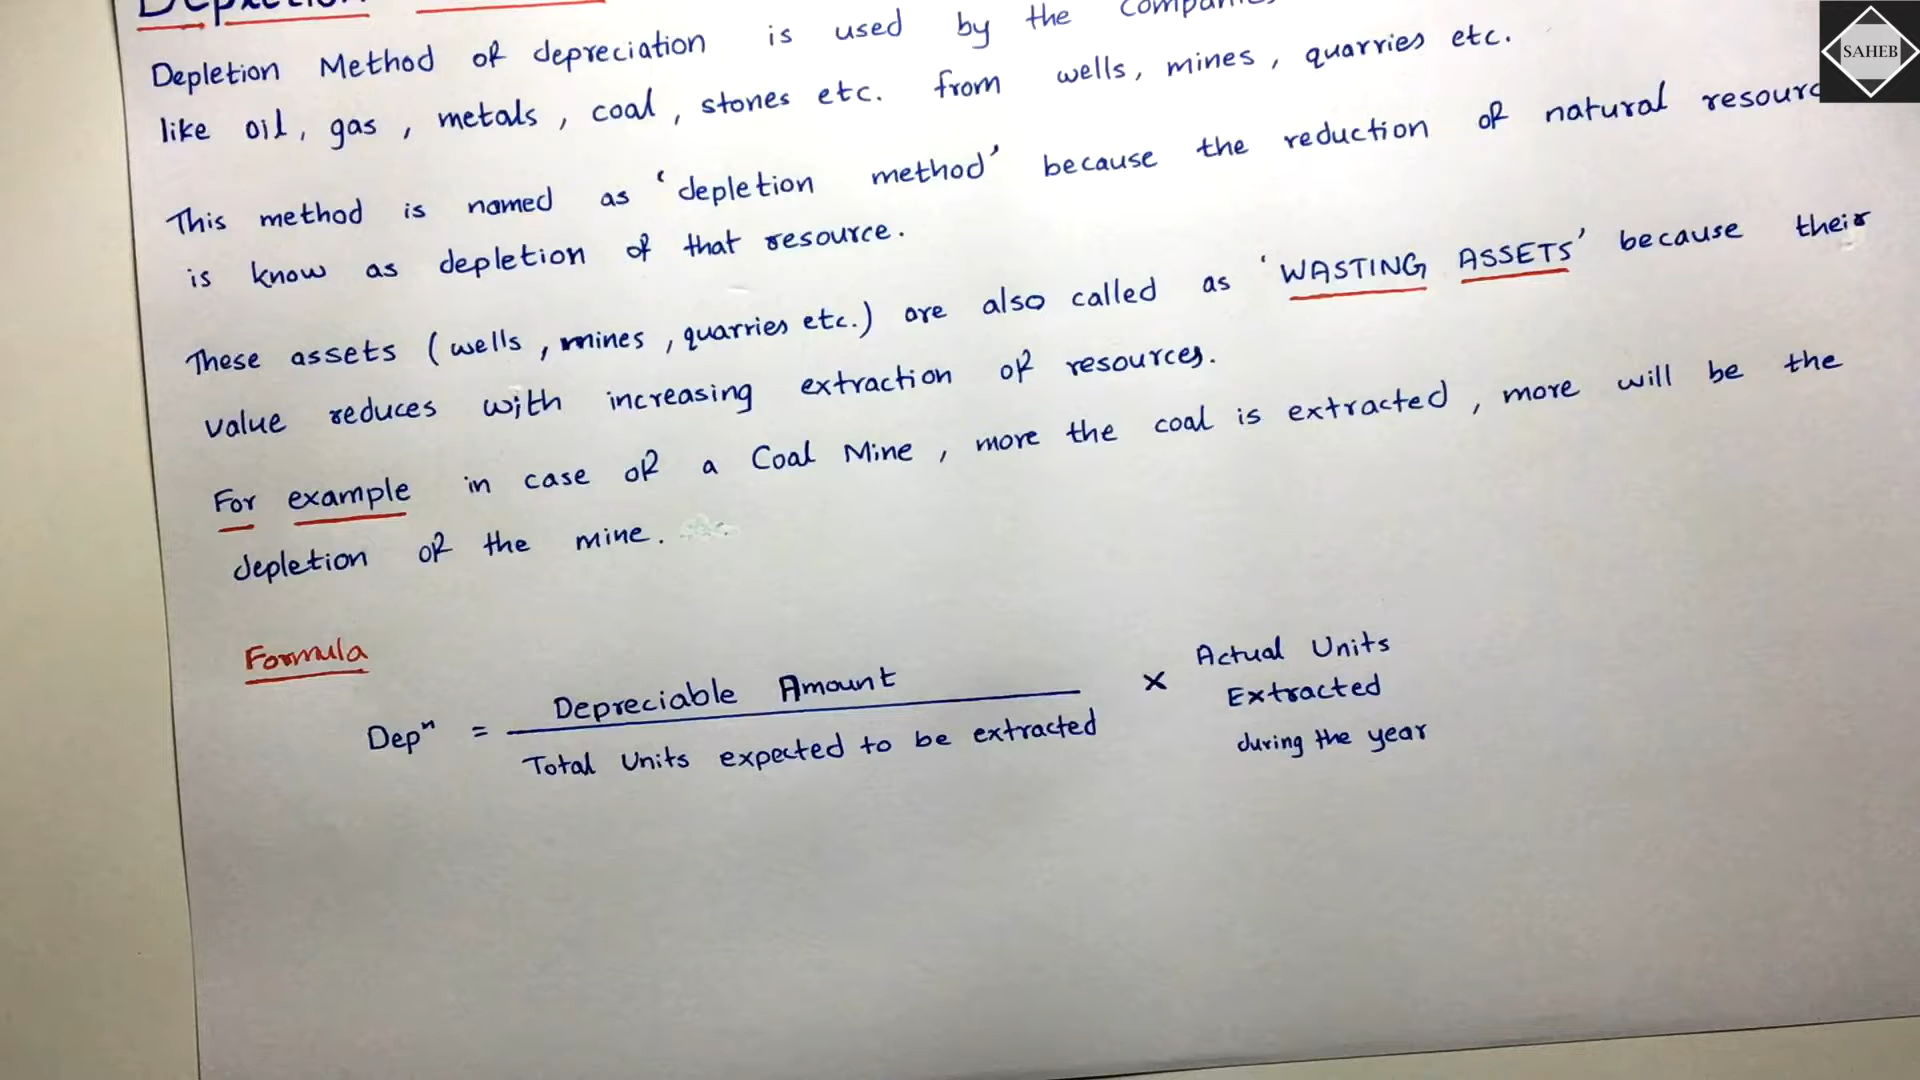 Depletion
Depletion Method of depreciation is used by the
like oil, gas, metals, coal, stones etc. from wells, mines, quarries etc.
This method is named as 'depletion method' because the reduction of natural
is know as depletion of that resource.
These assets (wells, mines, quarries etc.) are also called as 'WASTING ASSETS' because their
value reduces with increasing extraction of resources.
For example in case of a Coal Mine, more the coal is extracted, more will be the
depletion of the mine.
Formula
Depⁿ = Depreciable Amount × Actual Units
Total Units expected to be extracted Extracted
during the year
SAHEB